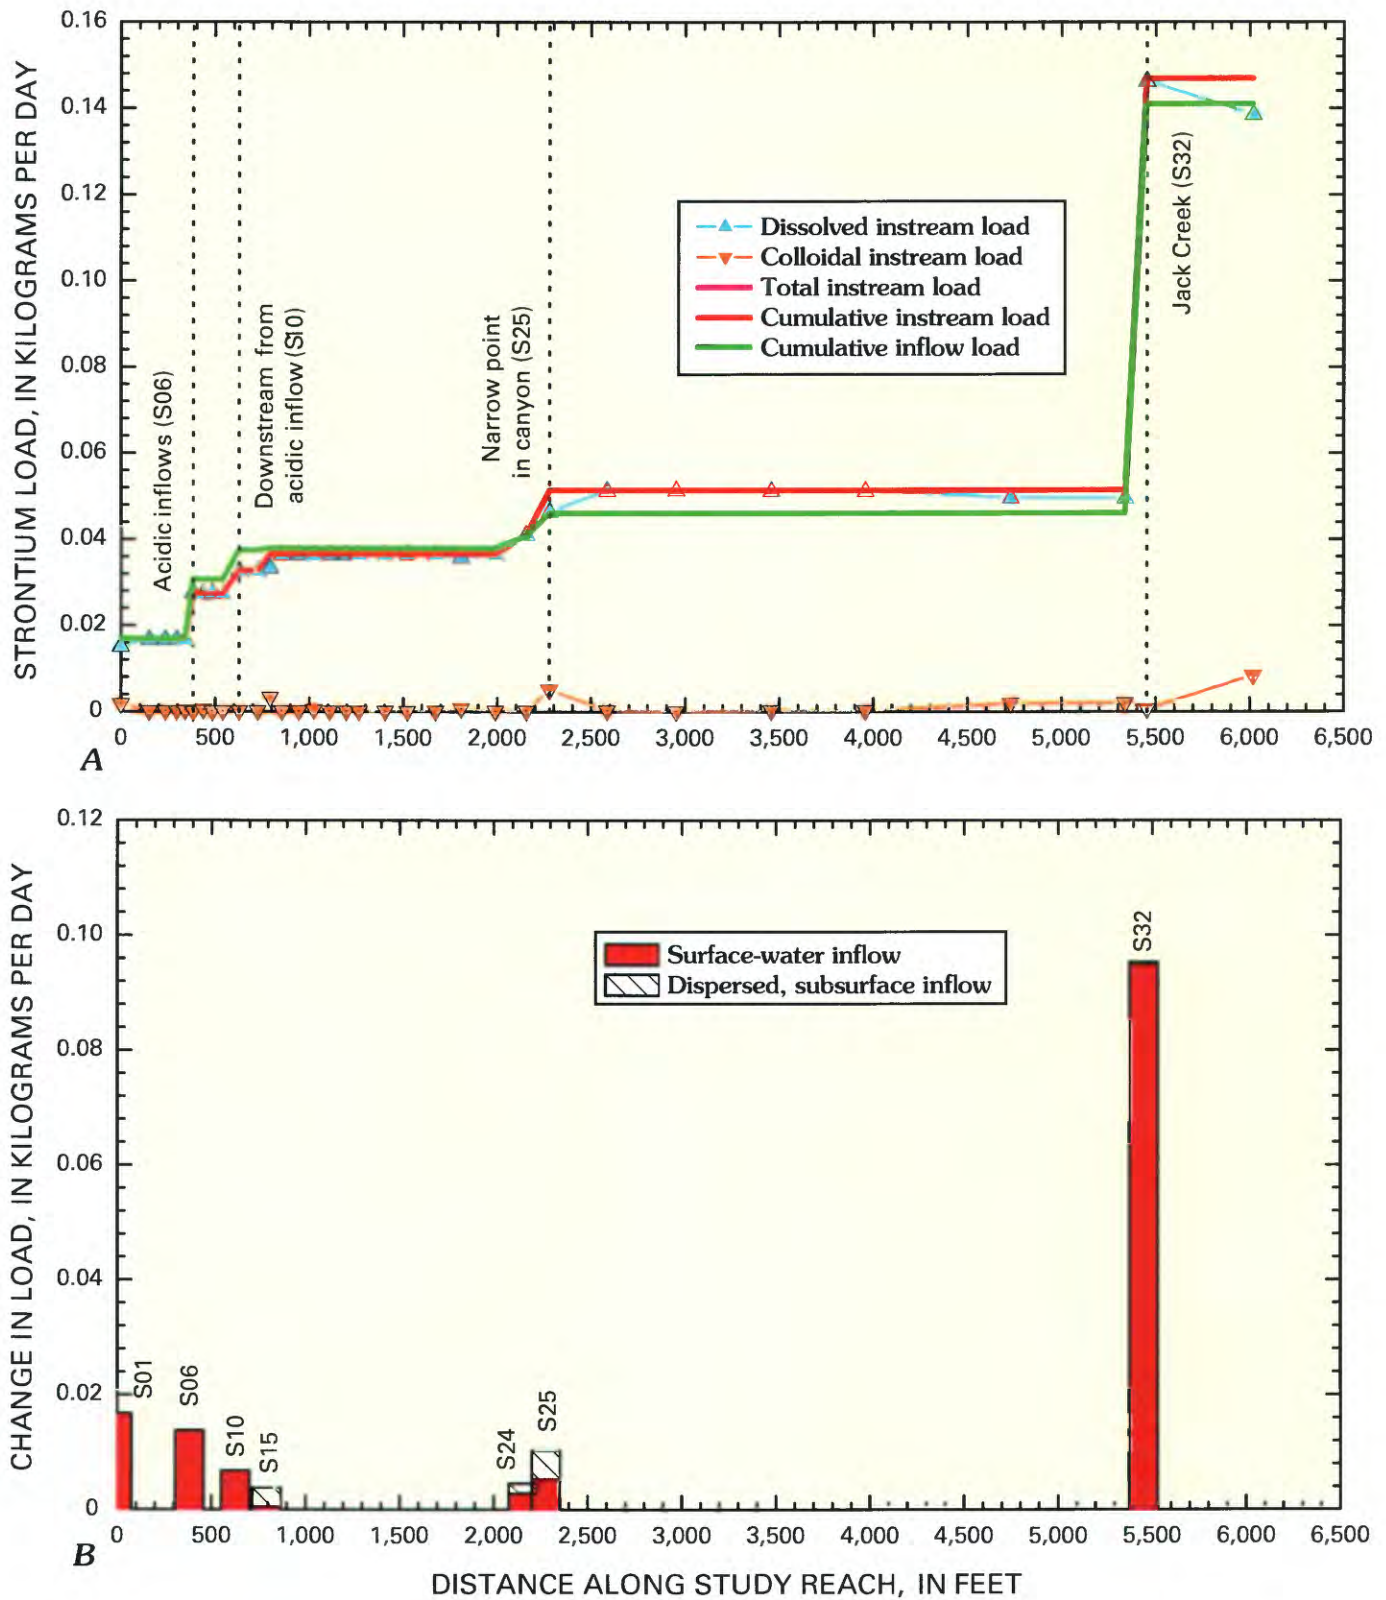 STRONTIUM LOAD, IN KILOGRAMS PER DAY
0.16
0.14
0.12
0.10
0.08
0.06
0.04
0.02
0
Acidic inflows (S06)
Downstream from
acidic inflow (S10)
Narrow point
in canyon (S25)
Jack Creek (S32)
Dissolved instream load
Colloidal instream load
Total instream load
Cumulative instream load
Cumulative inflow load
0 500 1,000 1,500 2,000 2,500 3,000 3,500 4,000 4,500 5,000 5,500 6,000 6,500
A
CHANGE IN LOAD, IN KILOGRAMS PER DAY
0.12
0.10
0.08
0.06
0.04
0.02
0
Surface-water inflow
Dispersed, subsurface inflow
S01
S06
S10
S15
S24
S25
S32
0 500 1,000 1,500 2,000 2,500 3,000 3,500 4,000 4,500 5,000 5,500 6,000 6,500
B
DISTANCE ALONG STUDY REACH, IN FEET